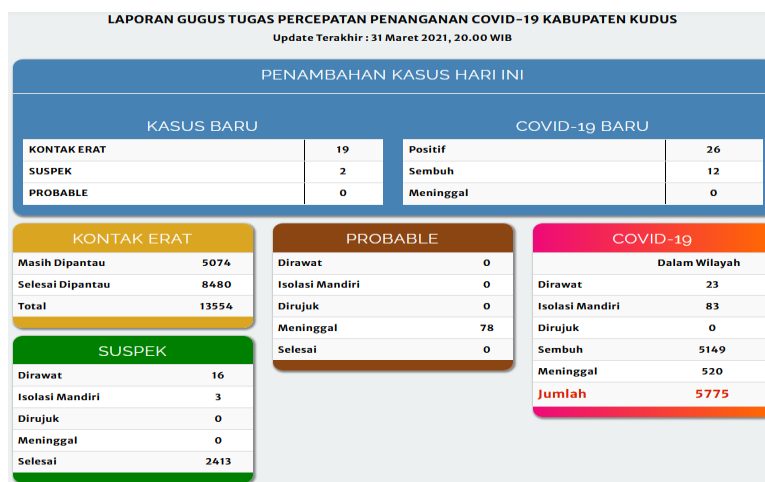 LAPORAN GUGUS TUGAS PERCEPATAN PENANGANAN COVID-19 KABUPATEN KUDUS
Update Terakhir : 31 Maret 2021, 20.00 WIB
PENAMBAHAN KASUS HARI INI
KASUS BARU
KONTAK ERAT 19
SUSPEK 2
PROBABLE 0
COVID-19 BARU
Positif 26
Sembuh 12
Meninggal 0
KONTAK ERAT
Masih Dipantau 5074
Selesai Dipantau 8480
Total 13554
SUSPEK
Dirawat 16
Isolasi Mandiri 3
Dirujuk 0
Meninggal 0
Selesai 2413
PROBABLE
Dirawat 0
Isolasi Mandiri 0
Dirujuk 0
Meninggal 78
Selesai 0
COVID-19
Dalam Wilayah
Dirawat 23
Isolasi Mandiri 83
Dirujuk 0
Sembuh 5149
Meninggal 520
Jumlah 5775